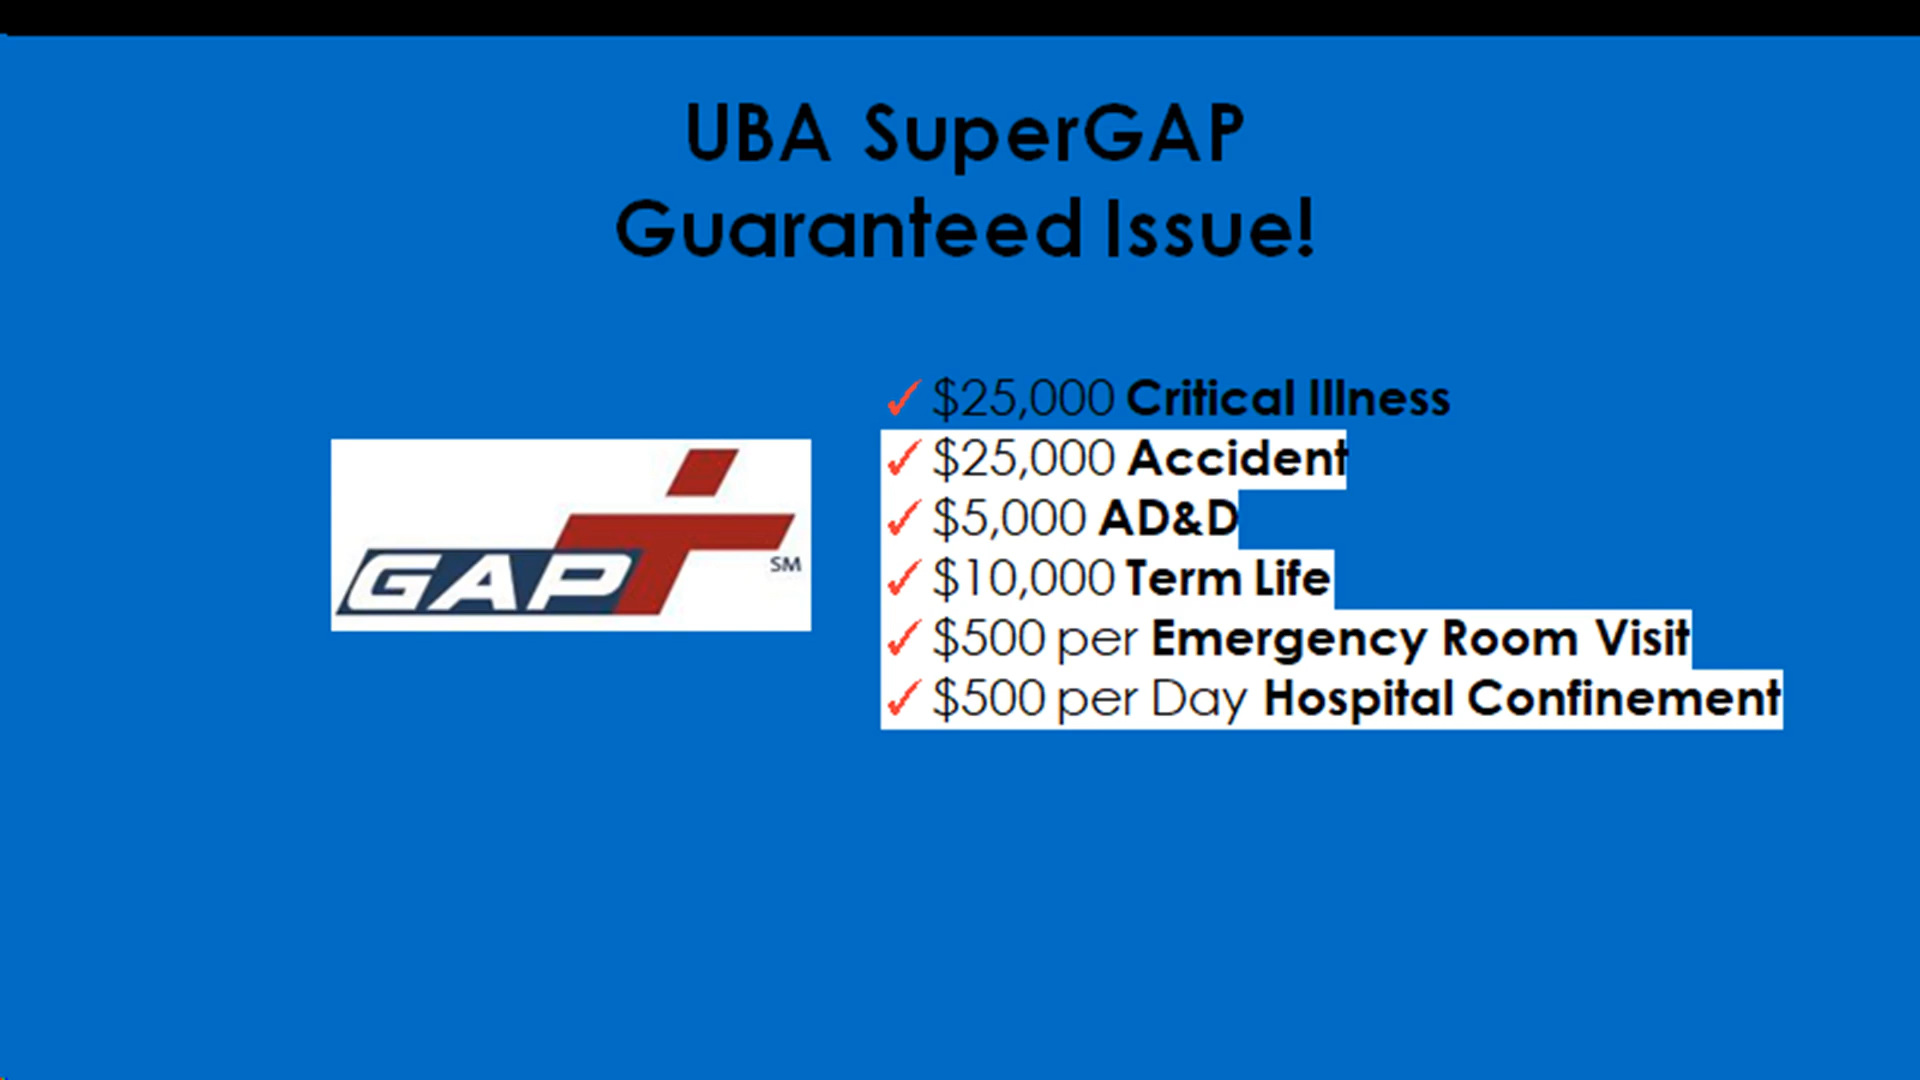 UBA SuperGAP
Guaranteed Issue!
GAP
SM
✓ $25,000 Critical Illness
✓ $25,000 Accident
✓ $5,000 AD&D
✓ $10,000 Term Life
✓ $500 per Emergency Room Visit
✓ $500 per Day Hospital Confinement